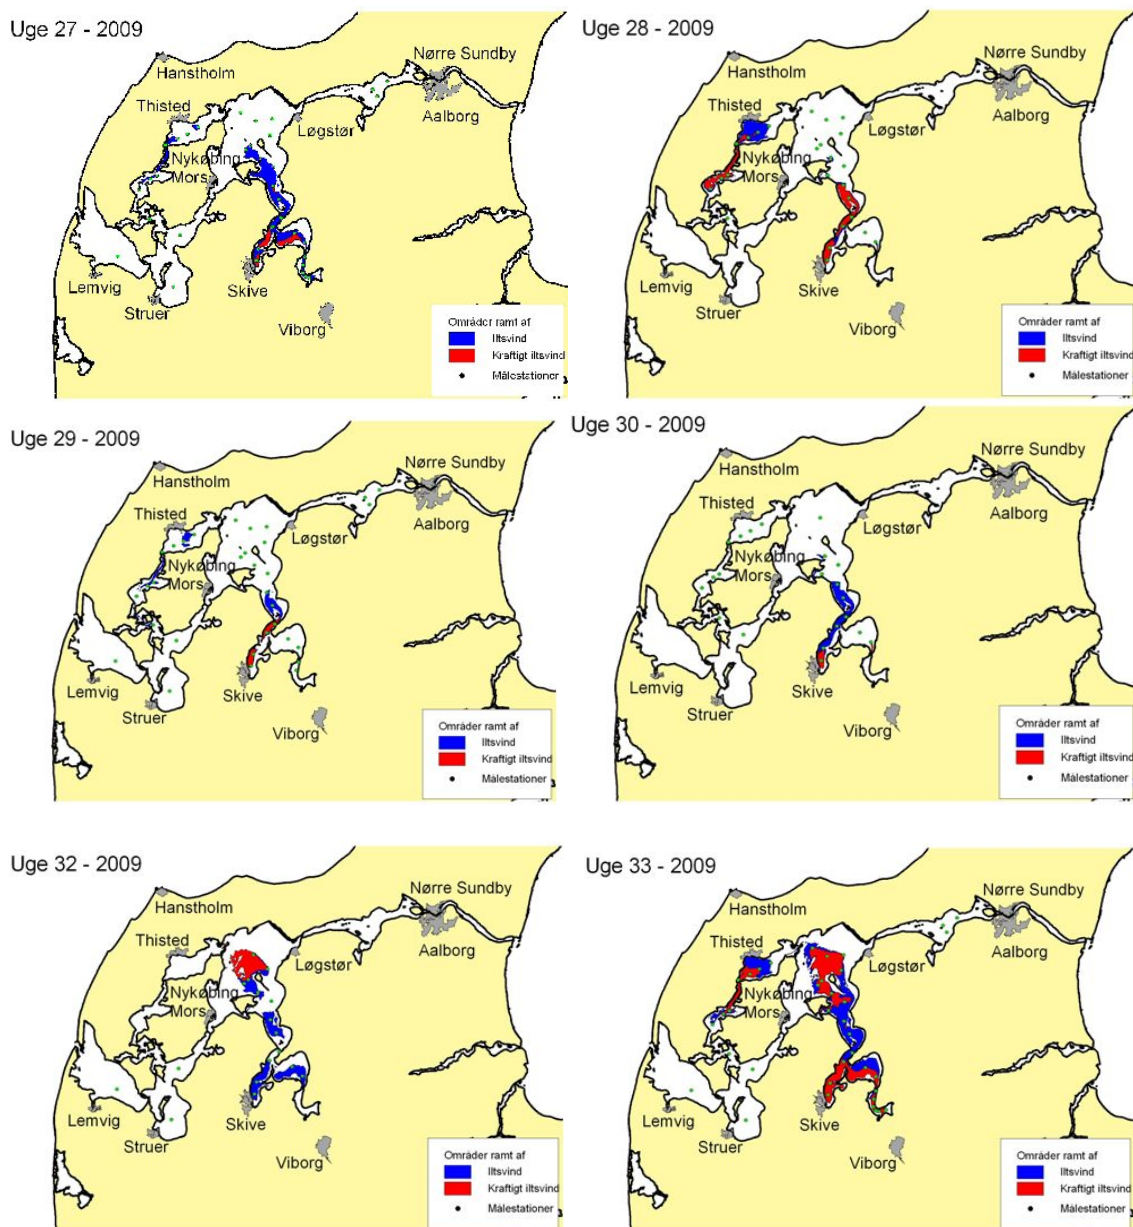 Uge 27 - 2009
Nørre Sundby
Hanstholm
Thisted
Aalborg
Løgstør
Nykøbing
Mors
Lemvig
Skive
Struer
Viborg
Områder ramt af
Iltsvind
Kraftigt iltsvind
Målestationer
Uge 28 - 2009
Nørre Sundby
Hanstholm
Thisted
Aalborg
Løgstør
Nykøbing
Mors
Lemvig
Skive
Struer
Viborg
Områder ramt af
Iltsvind
Kraftigt iltsvind
Målestationer
Uge 29 - 2009
Nørre Sundby
Hanstholm
Thisted
Aalborg
Løgstør
Nykøbing
Mors
Lemvig
Skive
Struer
Viborg
Områder ramt af
Iltsvind
Kraftigt iltsvind
Målestationer
Uge 30 - 2009
Nørre Sundby
Hanstholm
Thisted
Aalborg
Løgstør
Nykøbing
Mors
Lemvig
Skive
Struer
Viborg
Områder ramt af
Iltsvind
Kraftigt iltsvind
Målestationer
Uge 32 - 2009
Nørre Sundby
Hanstholm
Thisted
Aalborg
Løgstør
Nykøbing
Mors
Lemvig
Skive
Struer
Viborg
Områder ramt af
Iltsvind
Kraftigt iltsvind
Målestationer
Uge 33 - 2009
Nørre Sundby
Hanstholm
Thisted
Aalborg
Løgstør
Nykøbing
Mors
Lemvig
Skive
Struer
Viborg
Områder ramt af
Iltsvind
Kraftigt iltsvind
Målestationer